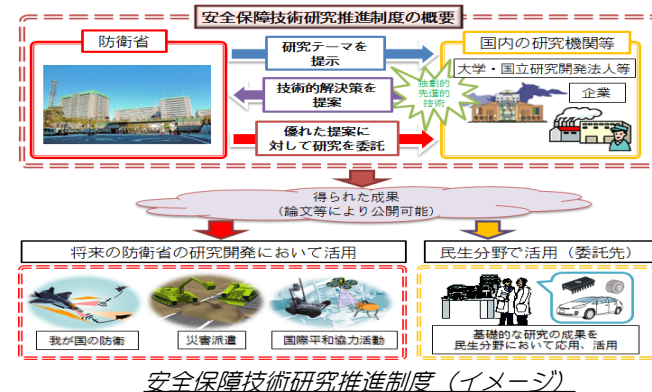 安全保障技術研究推進制度の概要
防衛省
研究テーマを
提示
国内の研究機関等
大学・国立研究開発法人等
技術的解決策を
提案
独創的
先進的
技術
企業
優れた提案に
対して研究を委託
得られた成果
(論文等により公開可能)
将来の防衛省の研究開発において活用
民生分野で活用(委託先)
我が国の防衛
災害派遣
国際平和協力活動
基礎的な研究の成果を
民生分野において応用、活用
安全保障技術研究推進制度(イメージ)